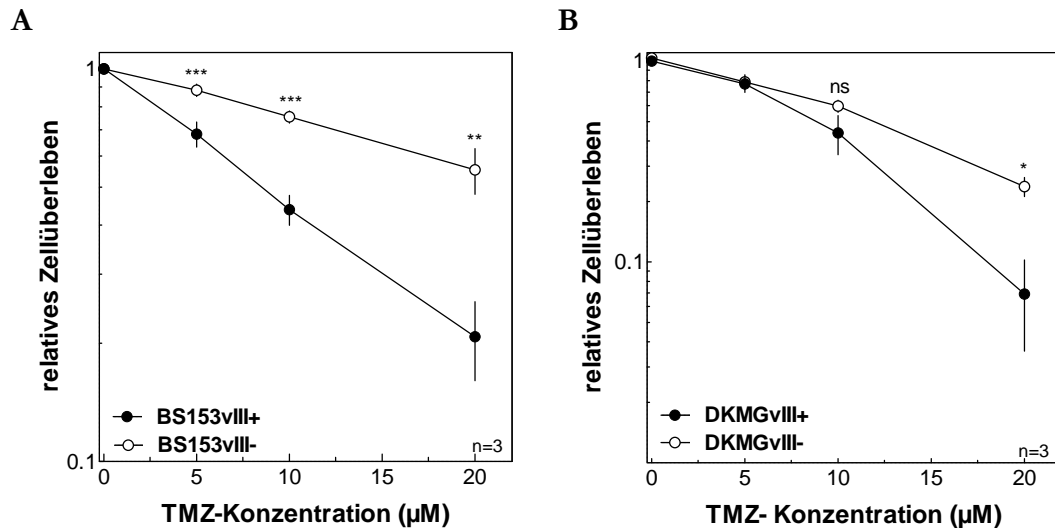 A
1
***
***
**
relatives Zellüberleben
BS153vIII+
BS153vIII-
n=3
0.1
0 5 10 15 20
TMZ-Konzentration (µM)
B
1
ns
*
0.1
relatives Zellüberleben
DKMGvIII+
DKMGvIII-
n=3
0 5 10 15 20
TMZ- Konzentration (µM)